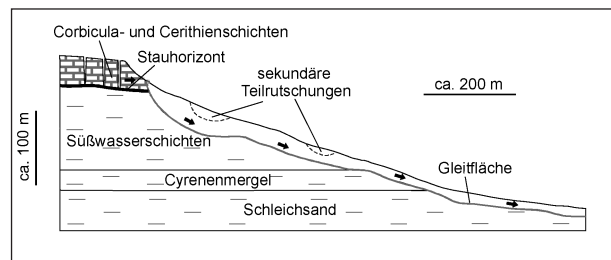 Corbicula- und Cerithienschichten
Stauhorizont
sekundäre
Teilrutschungen
ca. 200 m
ca. 100 m
Süßwasserschichten
Gleitfläche
Cyrenenmergel
Schleichsand